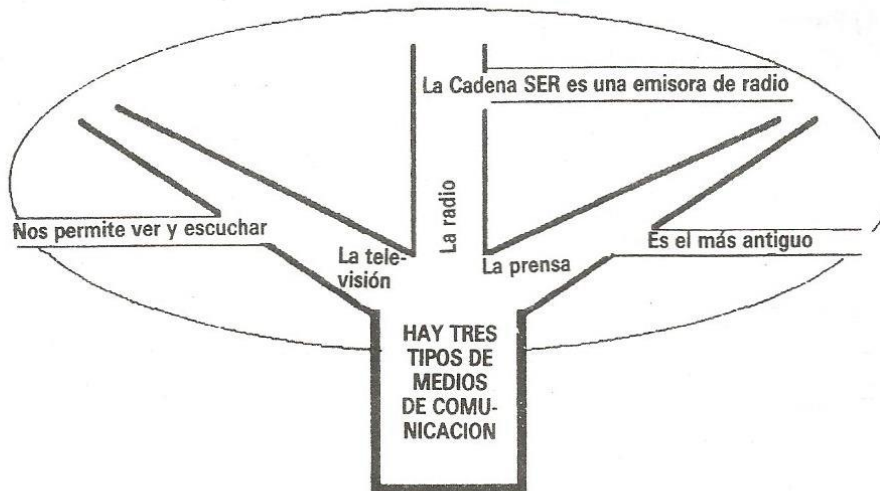 La Cadena SER es una emisora de radio
La radio
Nos permite ver y escuchar
La tele-
visión
La prensa
Es el más antiguo
HAY TRES
TIPOS DE
MEDIOS
DE COMU-
NICACION